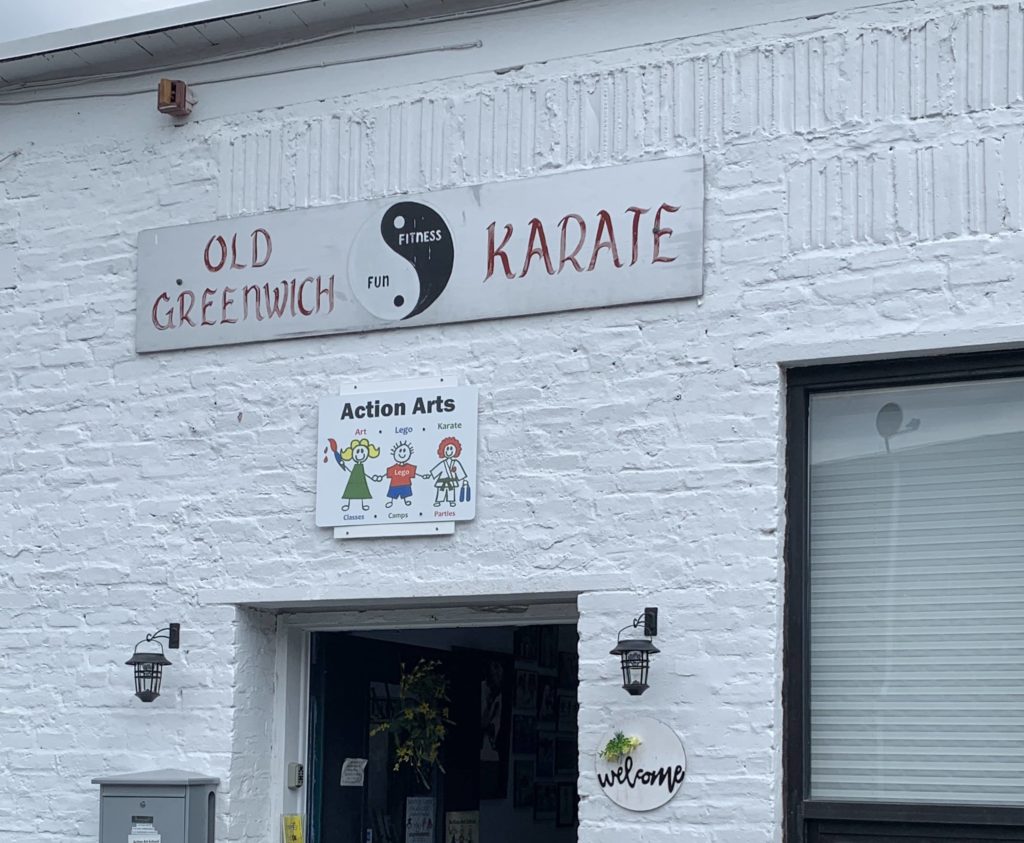 OLD
GREENWICH
FITNESS
FUN
KARATE
Action Arts
Art • Lego • Karate
Lego
Classes • Camps • Parties
welcome